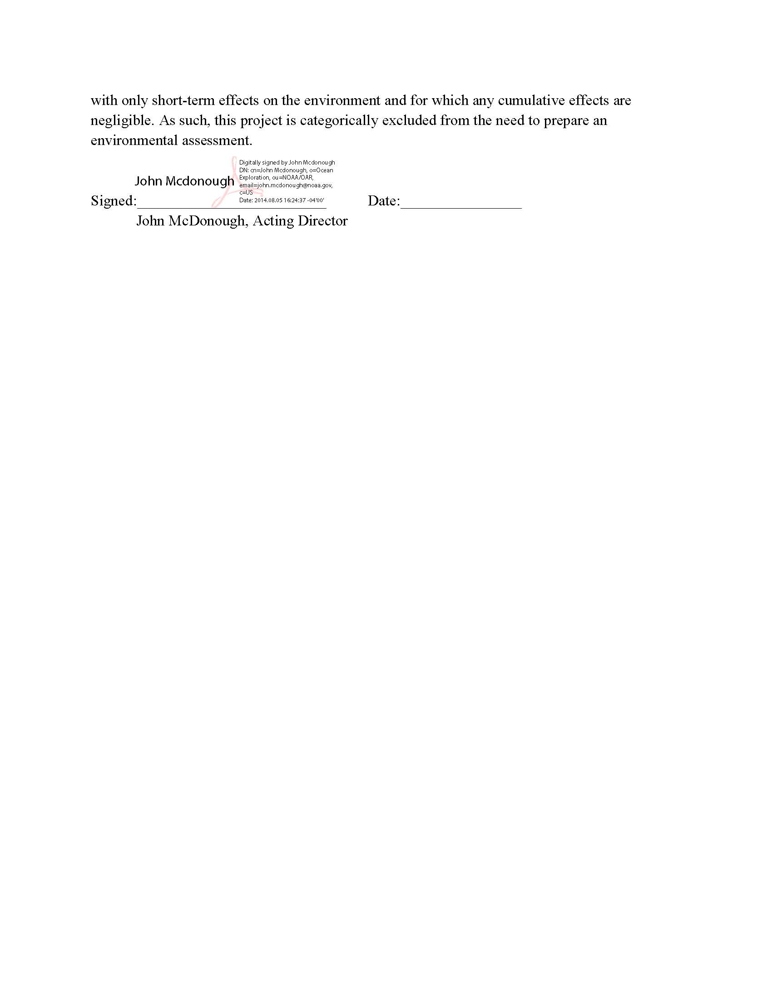 with only short-term effects on the environment and for which any cumulative effects are
negligible. As such, this project is categorically excluded from the need to prepare an
environmental assessment.
John Mcdonough
Digitally signed by John Mcdonough
DN: cn=John Mcdonough, o=Ocean
Exploration, ou=NOAA/OAR,
email=john.mcdonough@noaa.gov,
c=US
Date: 2014.08.05 16:24:37 -04'00'
Signed:_________________________ Date:________________
John McDonough, Acting Director